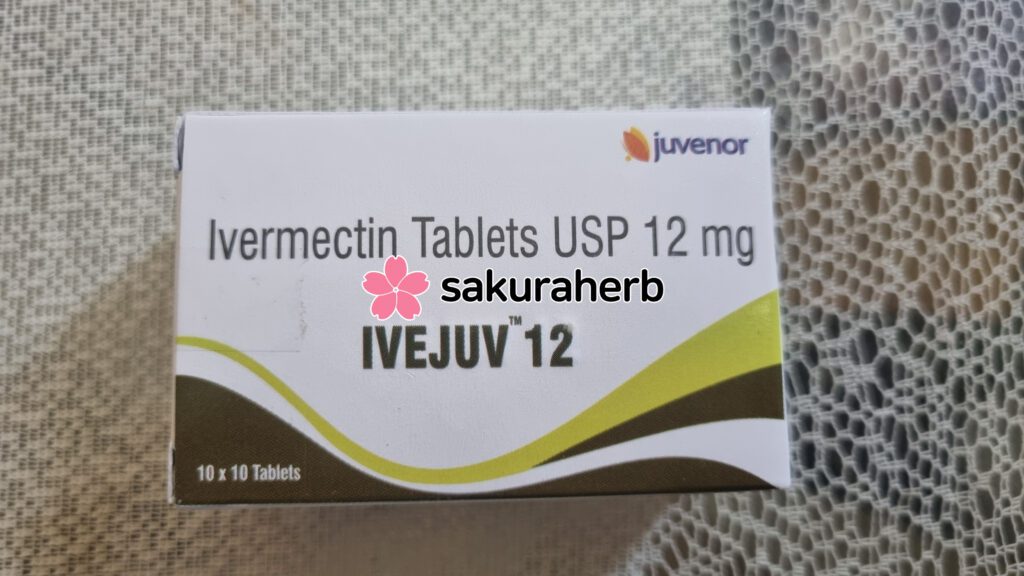 juvenor
Ivermectin Tablets USP 12 mg
sakuraherb
IVEJUV™ 12
10 x 10 Tablets